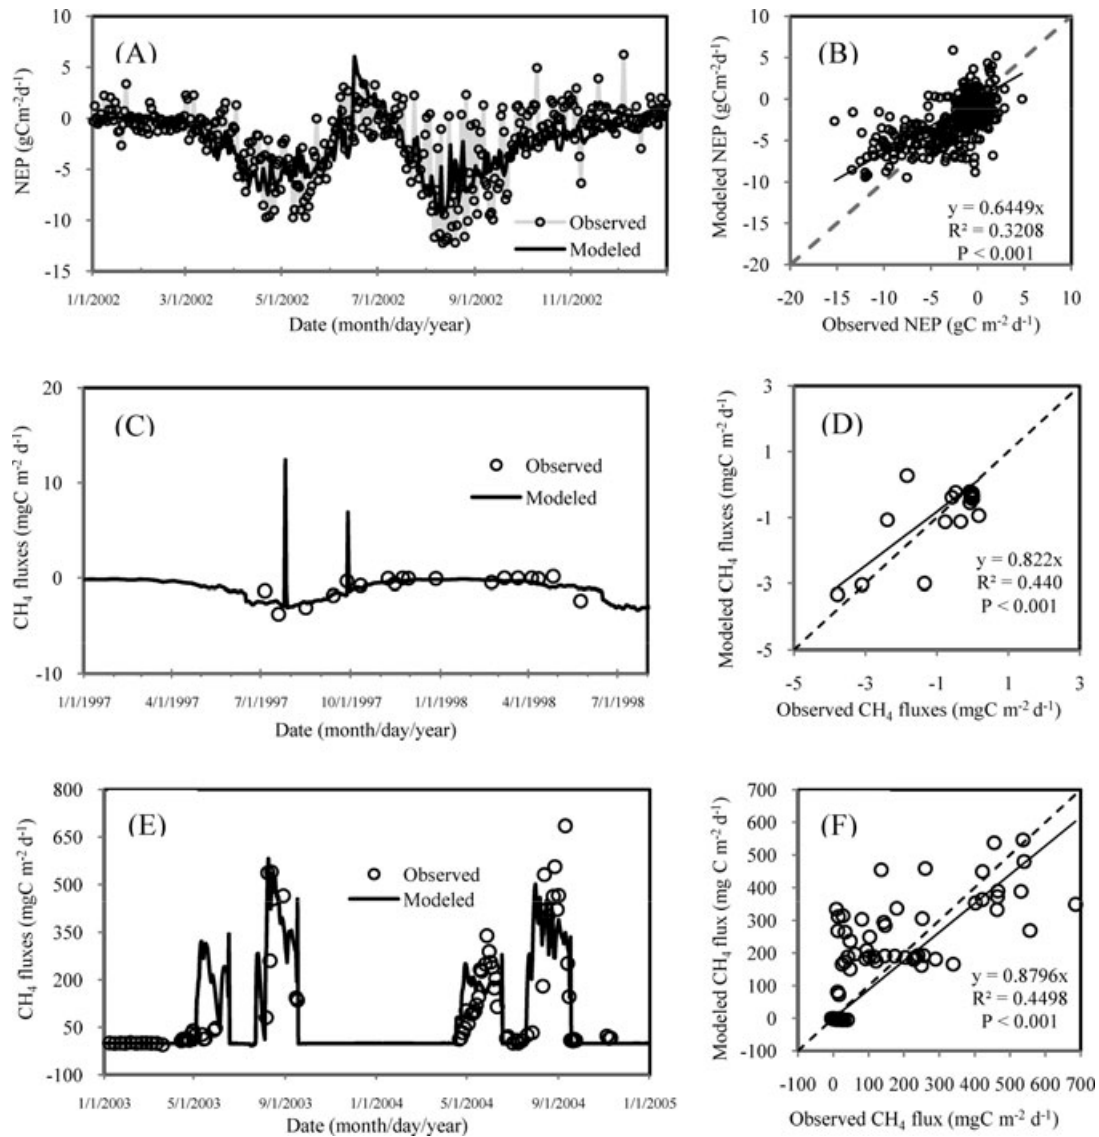 10
5
0
-5
-10
-15
NEP (gCm⁻²d⁻¹)
(A)
Observed
Modeled
1/1/2002
3/1/2002
5/1/2002
7/1/2002
9/1/2002
11/1/2002
Date (month/day/year)
10
5
0
-5
-10
-15
-20
Modeled NEP (gCm⁻²d⁻¹)
(B)
y = 0.6449x
R² = 0.3208
P < 0.001
-20
-15
-10
-5
0
5
10
Observed NEP (gC m⁻² d⁻¹)
20
10
0
-10
CH₄ fluxes (mgC m⁻² d⁻¹)
(C)
Observed
Modeled
1/1/1997
4/1/1997
7/1/1997
10/1/1997
1/1/1998
4/1/1998
7/1/1998
Date (month/day/year)
3
1
-1
-3
-5
Modeled CH₄ fluxes (mgC m⁻² d⁻¹)
(D)
y = 0.822x
R² = 0.440
P < 0.001
-5
-3
-1
1
3
Observed CH₄ fluxes (mgC m⁻² d⁻¹)
800
650
500
350
200
50
-100
CH₄ fluxes (mgC m⁻² d⁻¹)
(E)
Observed
Modeled
1/1/2003
5/1/2003
9/1/2003
1/1/2004
5/1/2004
9/1/2004
1/1/2005
Date (month/day/year)
700
600
500
400
300
200
100
0
-100
Modeled CH₄ flux (mg C m⁻² d⁻¹)
(F)
y = 0.8796x
R² = 0.4498
P < 0.001
-100
0
100
200
300
400
500
600
700
Observed CH₄ flux (mgC m⁻² d⁻¹)